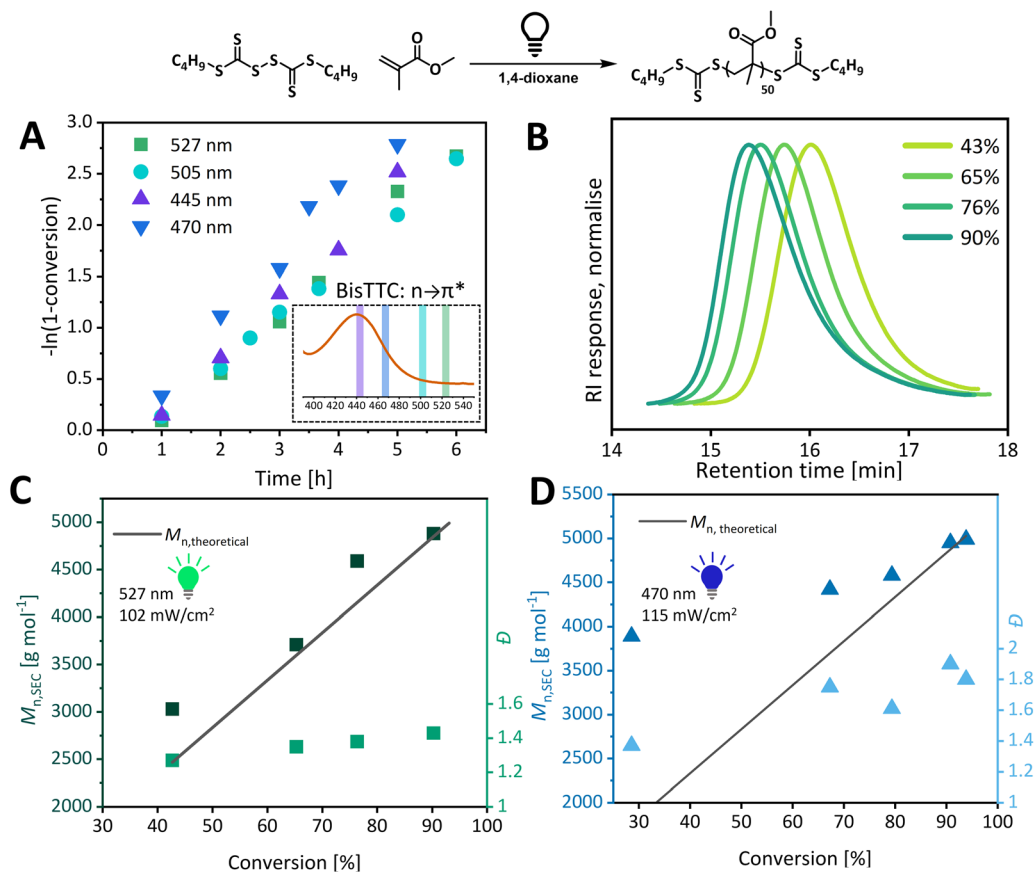 C4H9
S
S
S
S
S
S
C4H9
O
O
1,4-dioxane
C4H9
S
S
S
O
O
50
S
S
S
C4H9
A
-ln(1-conversion)
3.0
2.5
2.0
1.5
1.0
0.5
0.0
527 nm
505 nm
445 nm
470 nm
BisTTC: n→π*
400 420 440 460 480 500 520 540
0 1 2 3 4 5 6
Time [h]
B
RI response, normalise
43%
65%
76%
90%
14 15 16 17 18
Retention time [min]
C
Mn,SEC [g mol-1]
5000
4750
4500
4250
4000
3750
3500
3250
3000
2750
2500
2250
2000
Mn,theoretical
527 nm
102 mW/cm2
Đ
1.6
1.4
1.2
1
30 40 50 60 70 80 90 100
Conversion [%]
D
Mn,SEC [g mol-1]
5500
5000
4500
4000
3500
3000
2500
2000
Mn, theoretical
470 nm
115 mW/cm2
Đ
2
1.8
1.6
1.4
1.2
1
30 40 50 60 70 80 90 100
Conversion [%]